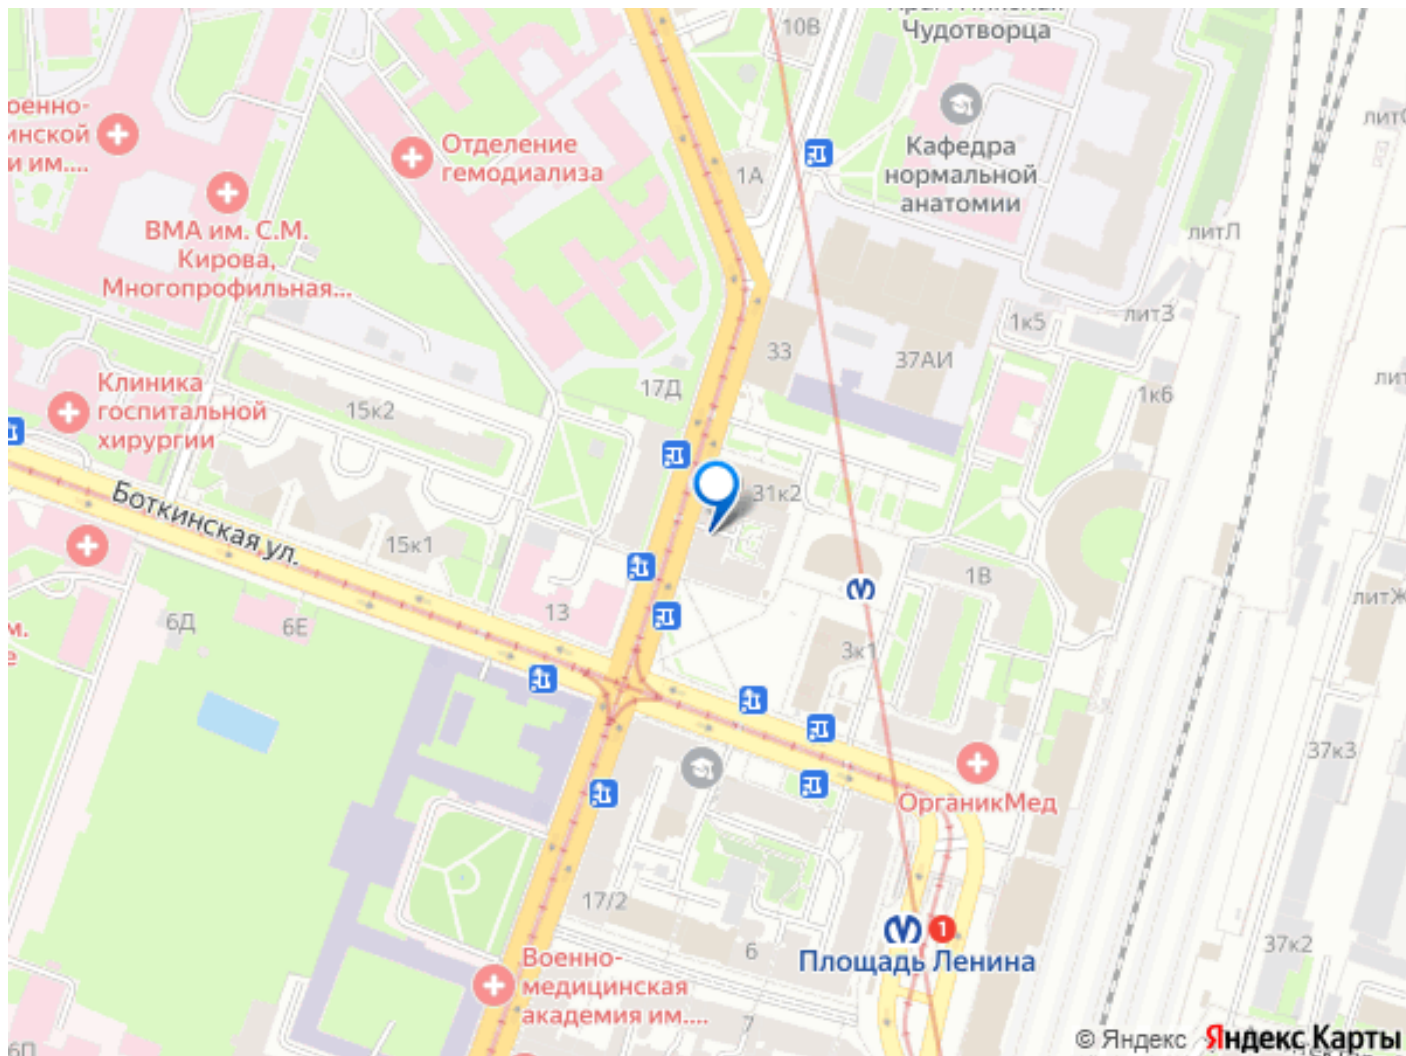 10В
Чудотворца
оенно-
инской
и им....
Отделение
гемодиализа
1А
Кафедра
нормальной
анатомии
ВМА им. С.М.
Кирова,
Многопрофильная...
литЛ
литЗ
1к5
33
37АИ
Клиника
госпитальной
хирургии
15к2
17Д
1к6
31к2
Боткинская ул.
15к1
1В
13
6Д
6Е
м.
3к1
37к3
ОрганикМед
17/2
6
Площадь Ленина
1
37к2
Военно-
медицинская
академия им....
7
6П
© Яндекс Яндекс Карты